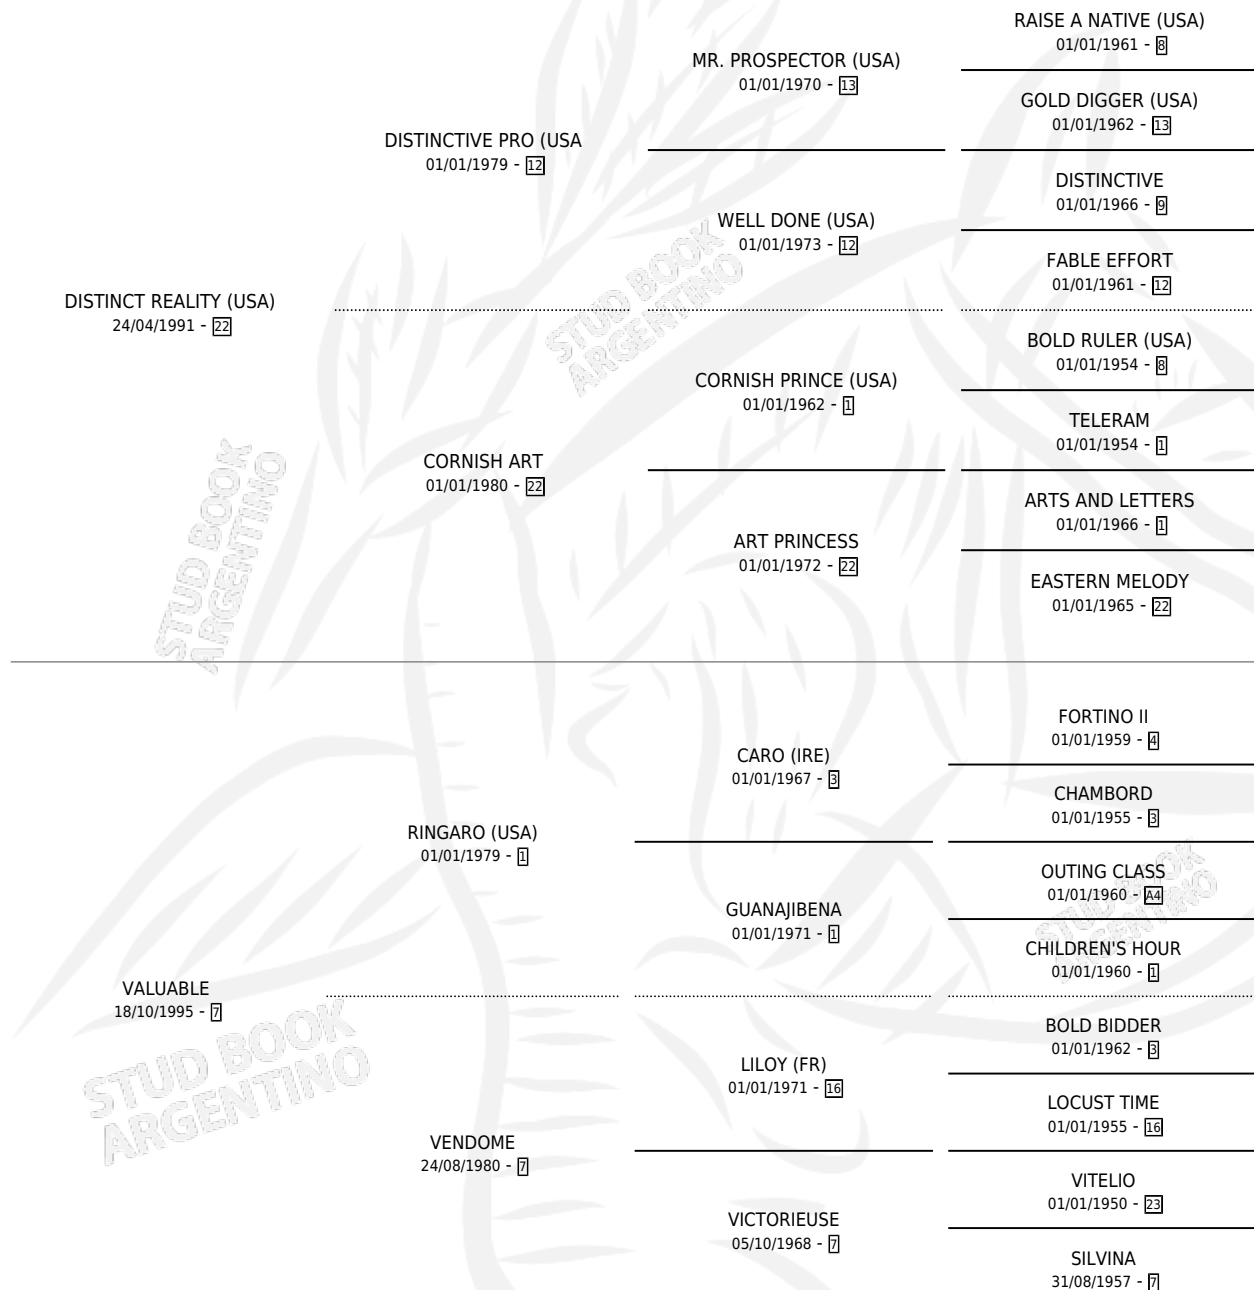 RAISE A NATIVE (USA)
01/01/1961 - 8
MR. PROSPECTOR (USA)
01/01/1970 - 13
GOLD DIGGER (USA)
01/01/1962 - 13
DISTINCTIVE PRO (USA
01/01/1979 - 12
DISTINCTIVE
01/01/1966 - 9
WELL DONE (USA)
01/01/1973 - 12
FABLE EFFORT
01/01/1961 - 12
DISTINCT REALITY (USA)
24/04/1991 - 22
BOLD RULER (USA)
01/01/1954 - 8
CORNISH PRINCE (USA)
01/01/1962 - 1
TELERAM
01/01/1954 - 1
CORNISH ART
01/01/1980 - 22
ARTS AND LETTERS
01/01/1966 - 1
ART PRINCESS
01/01/1972 - 22
EASTERN MELODY
01/01/1965 - 22
FORTINO II
01/01/1959 - 4
CARO (IRE)
01/01/1967 - 3
CHAMBORD
01/01/1955 - 3
RINGARO (USA)
01/01/1979 - 1
OUTING CLASS
01/01/1960 - A4
GUANAJIBENA
01/01/1971 - 1
CHILDREN'S HOUR
01/01/1960 - 1
VALUABLE
18/10/1995 - 7
BOLD BIDDER
01/01/1962 - 3
LILOY (FR)
01/01/1971 - 16
LOCUST TIME
01/01/1955 - 16
VENDOME
24/08/1980 - 7
VITELIO
01/01/1950 - 23
VICTORIEUSE
05/10/1968 - 7
SILVINA
31/08/1957 - 7
STUD BOOK
ARGENTINO
STUD BOOK
ARGENTINO
STUD BOOK
ARGENTINO
STUD BOOK
ARGENTINO